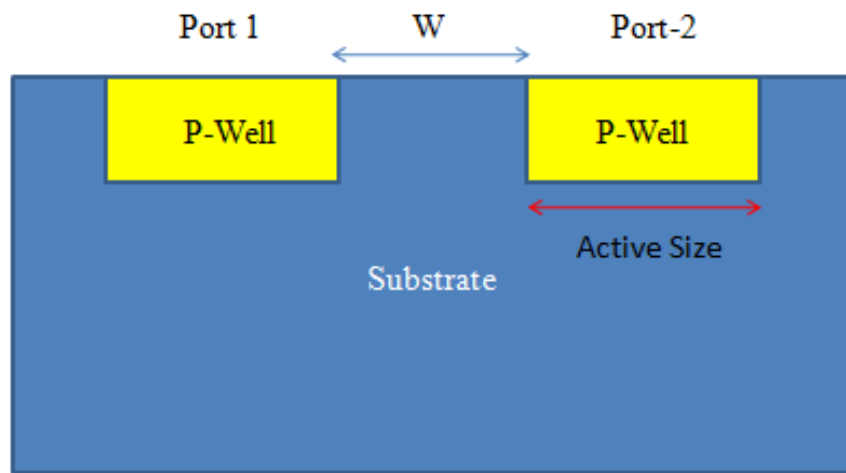 Port 1
W
Port-2
P-Well
P-Well
Active Size
Substrate